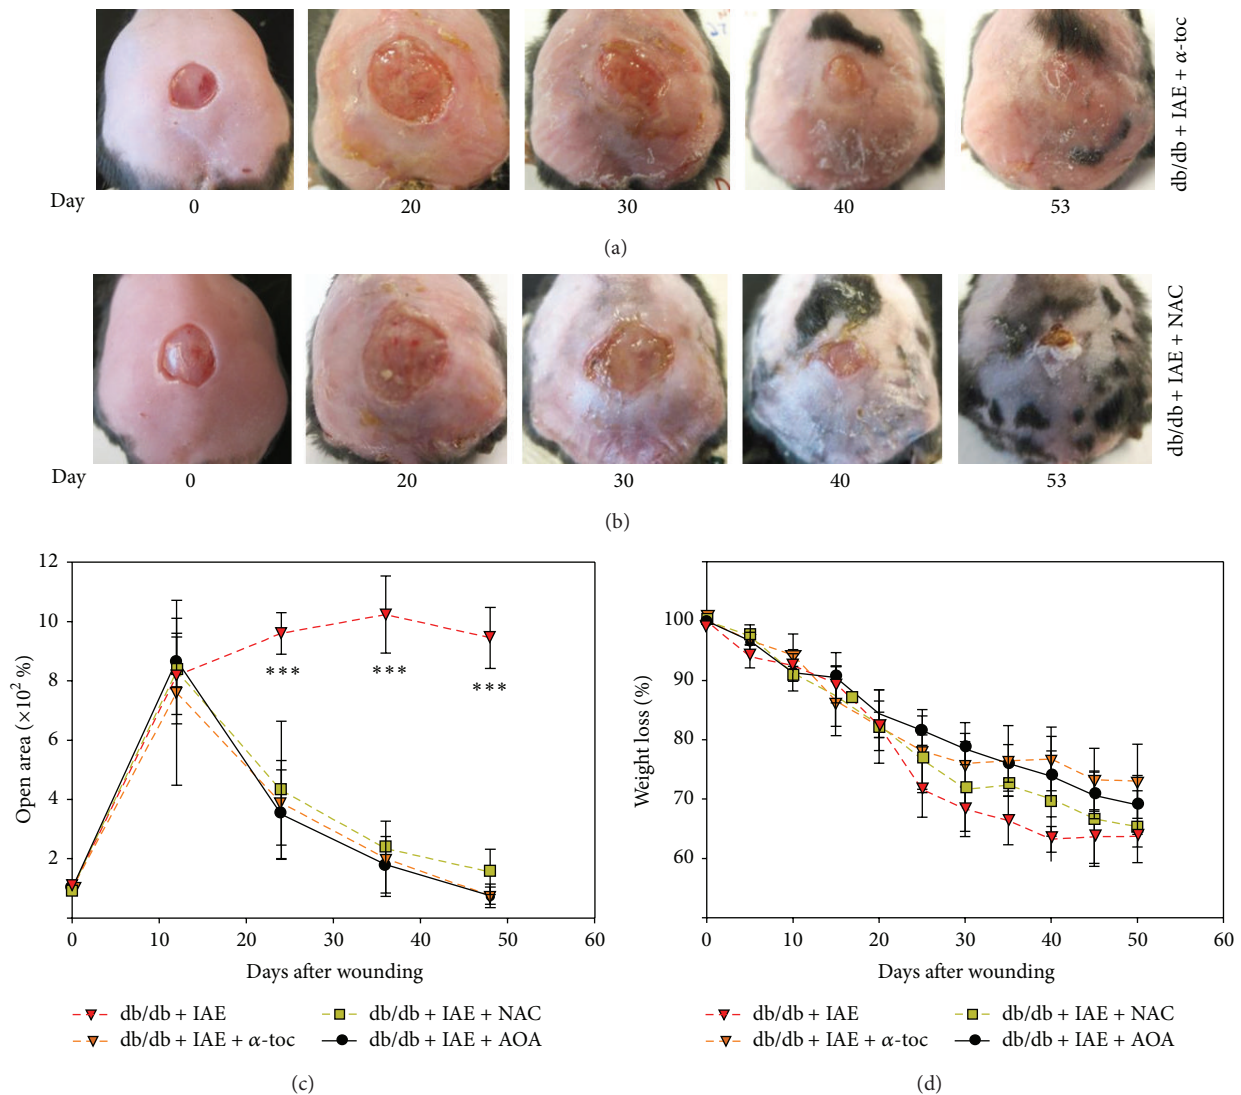 db/db + IAE + α-toc
Day 0 20 30 40 53
(a)
db/db + IAE + NAC
Day 0 20 30 40 53
(b)
12
10
8
6
4
2
Open area (×10² %)
***
***
***
0 10 20 30 40 50 60
Days after wounding
db/db + IAE
db/db + IAE + NAC
db/db + IAE + α-toc
db/db + IAE + AOA
(c)
100
90
80
70
60
Weight loss (%)
0 10 20 30 40 50 60
Days after wounding
db/db + IAE
db/db + IAE + NAC
db/db + IAE + α-toc
db/db + IAE + AOA
(d)